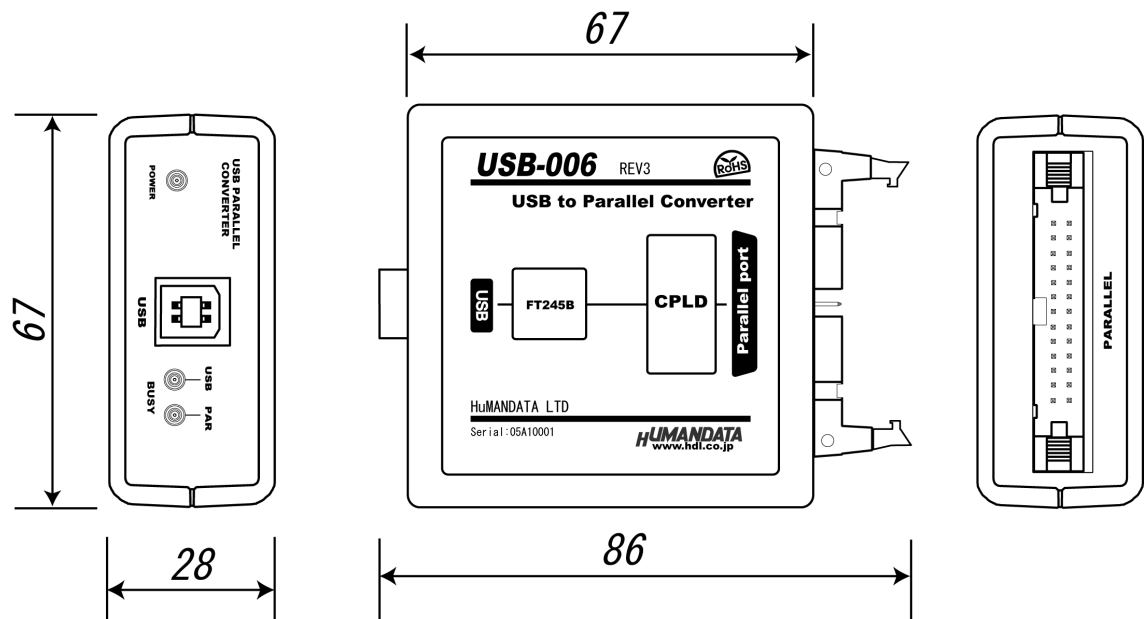 67
67
28
86
POWER
USB PARALLEL
CONVERTER
USB
USB
PAR
BUSY
USB-006 REV3
RoHS
USB to Parallel Converter
USB
FT245B
CPLD
Parallel port
HuMANDATA LTD
Serial:05A10001
HUMANDATA
www.hdl.co.jp
PARALLEL